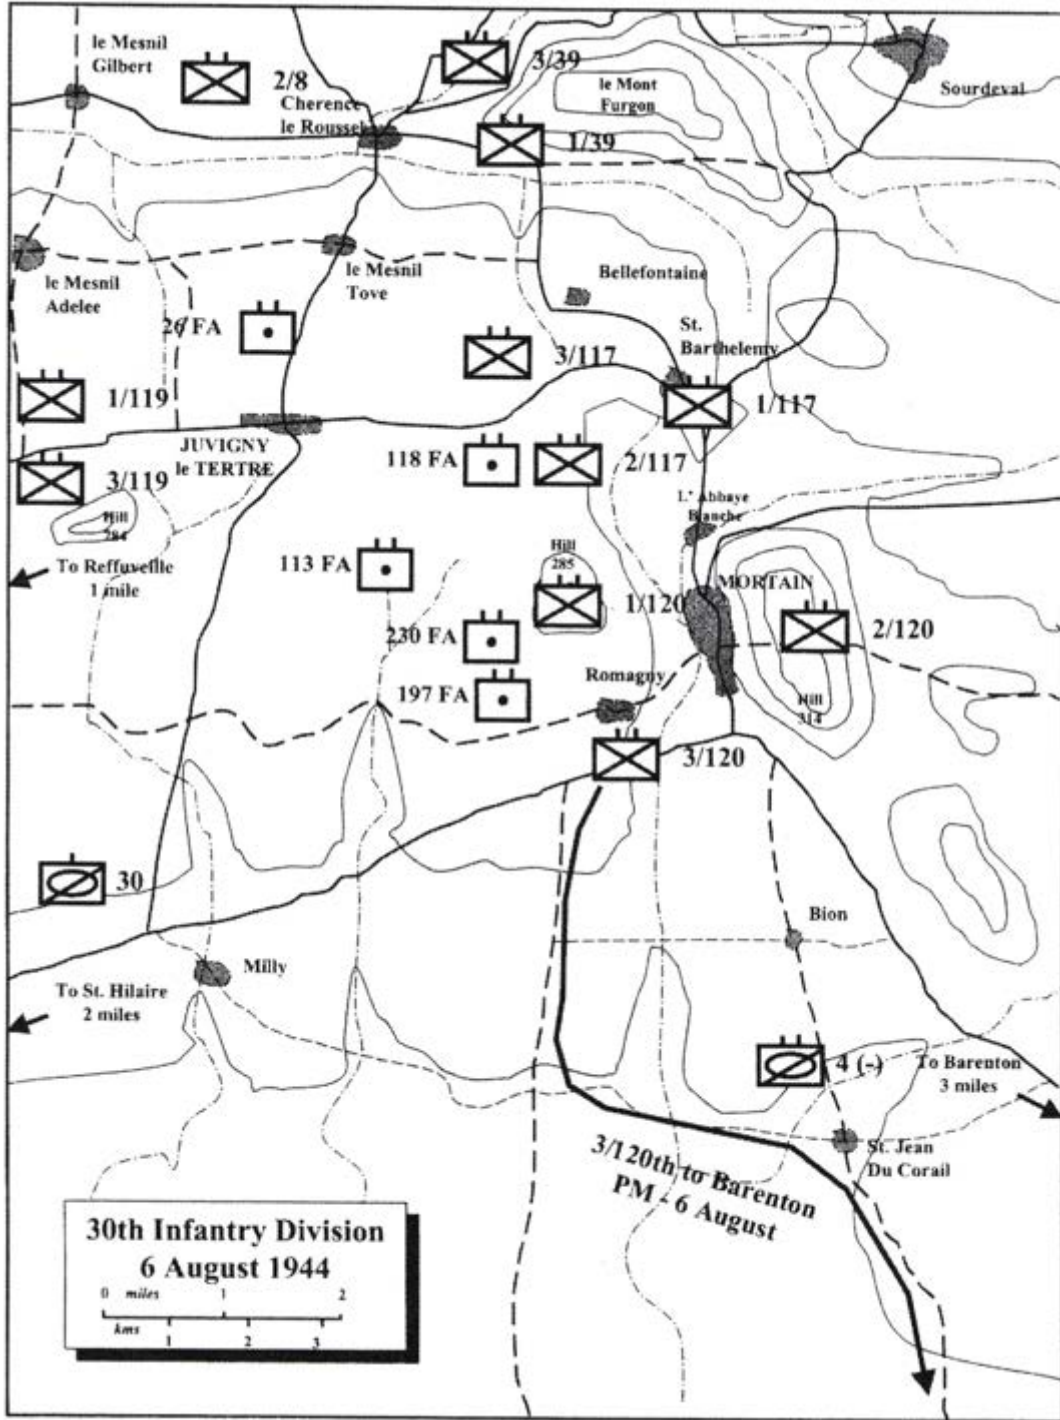 le Mesnil
Gilbert
2/8
Cherence
le Roussel
3/39
le Mont
Furgon
Sourdeval
1/39
le Mesnil
Adelee
le Mesnil
Tove
Bellefontaine
26 FA
St.
Barthelemy
3/117
1/119
1/117
JUVIGNY
le TERTRE
118 FA
2/117
3/119
L' Abbaye
Blanche
Hill
284
To Reffuveille
1 mile
113 FA
Hill
285
MORTAIN
1/120
2/120
230 FA
Romagny
197 FA
Hill
314
3/120
30
Bion
Milly
To St. Hilaire
2 miles
4 (-)
To Barenton
3 miles
St. Jean
Du Corail
3/120th to Barenton
PM - 6 August
30th Infantry Division
6 August 1944
0 miles 1 2
kms 1 2 3